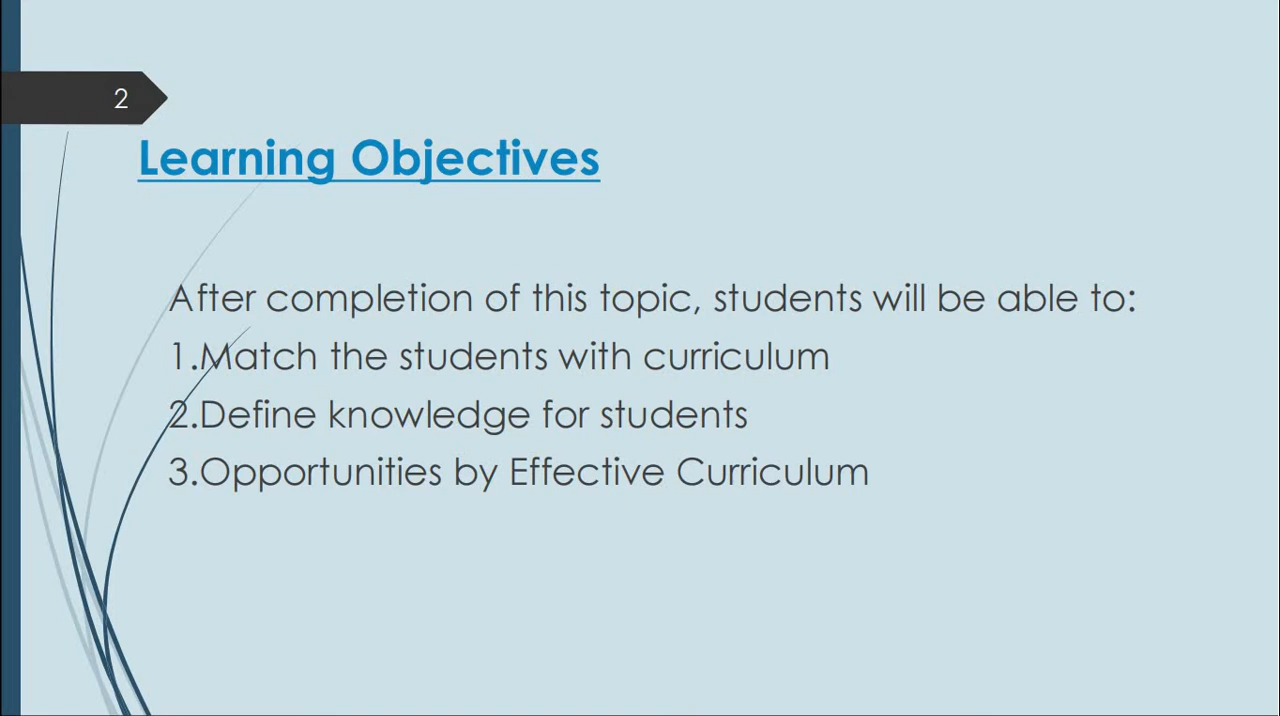 2
Learning Objectives
After completion of this topic, students will be able to:
1.Match the students with curriculum
2.Define knowledge for students
3.Opportunities by Effective Curriculum